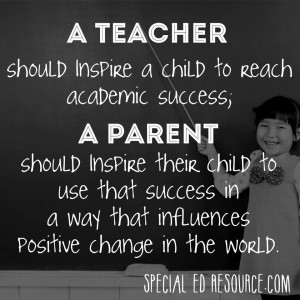 A TEACHER
should inspire a child to reach
academic success;
A PARENT
should inspire their child to
use that success in
a way that influences
Positive change in the world.
SPECIAL ED RESOURCE.COM